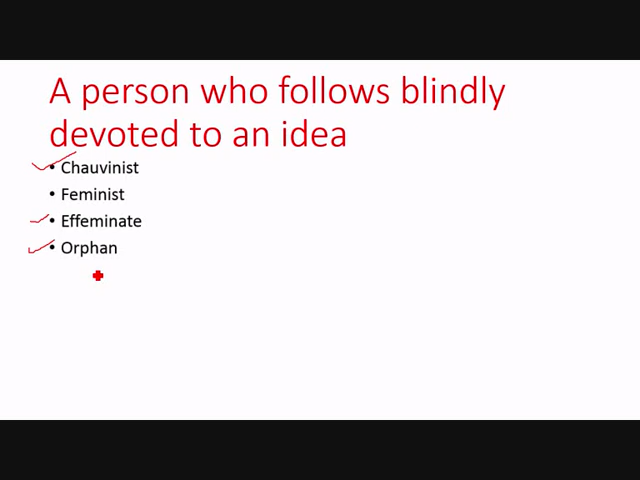 A person who follows blindly
devoted to an idea
• Chauvinist
• Feminist
• Effeminate
• Orphan